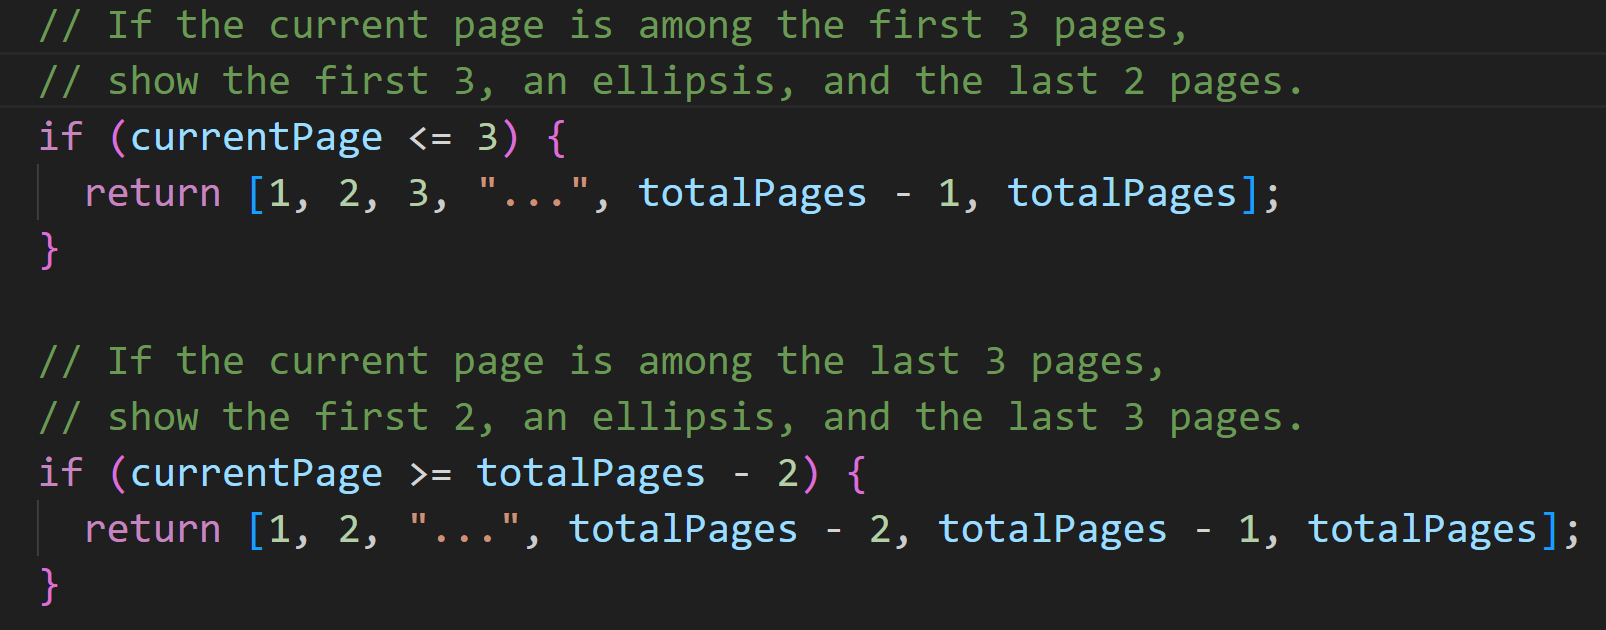 // If the current page is among the first 3 pages,
// show the first 3, an ellipsis, and the last 2 pages.
if (currentPage <= 3) {
  return [1, 2, 3, "...", totalPages - 1, totalPages];
}

// If the current page is among the last 3 pages,
// show the first 2, an ellipsis, and the last 3 pages.
if (currentPage >= totalPages - 2) {
  return [1, 2, "...", totalPages - 2, totalPages - 1, totalPages];
}